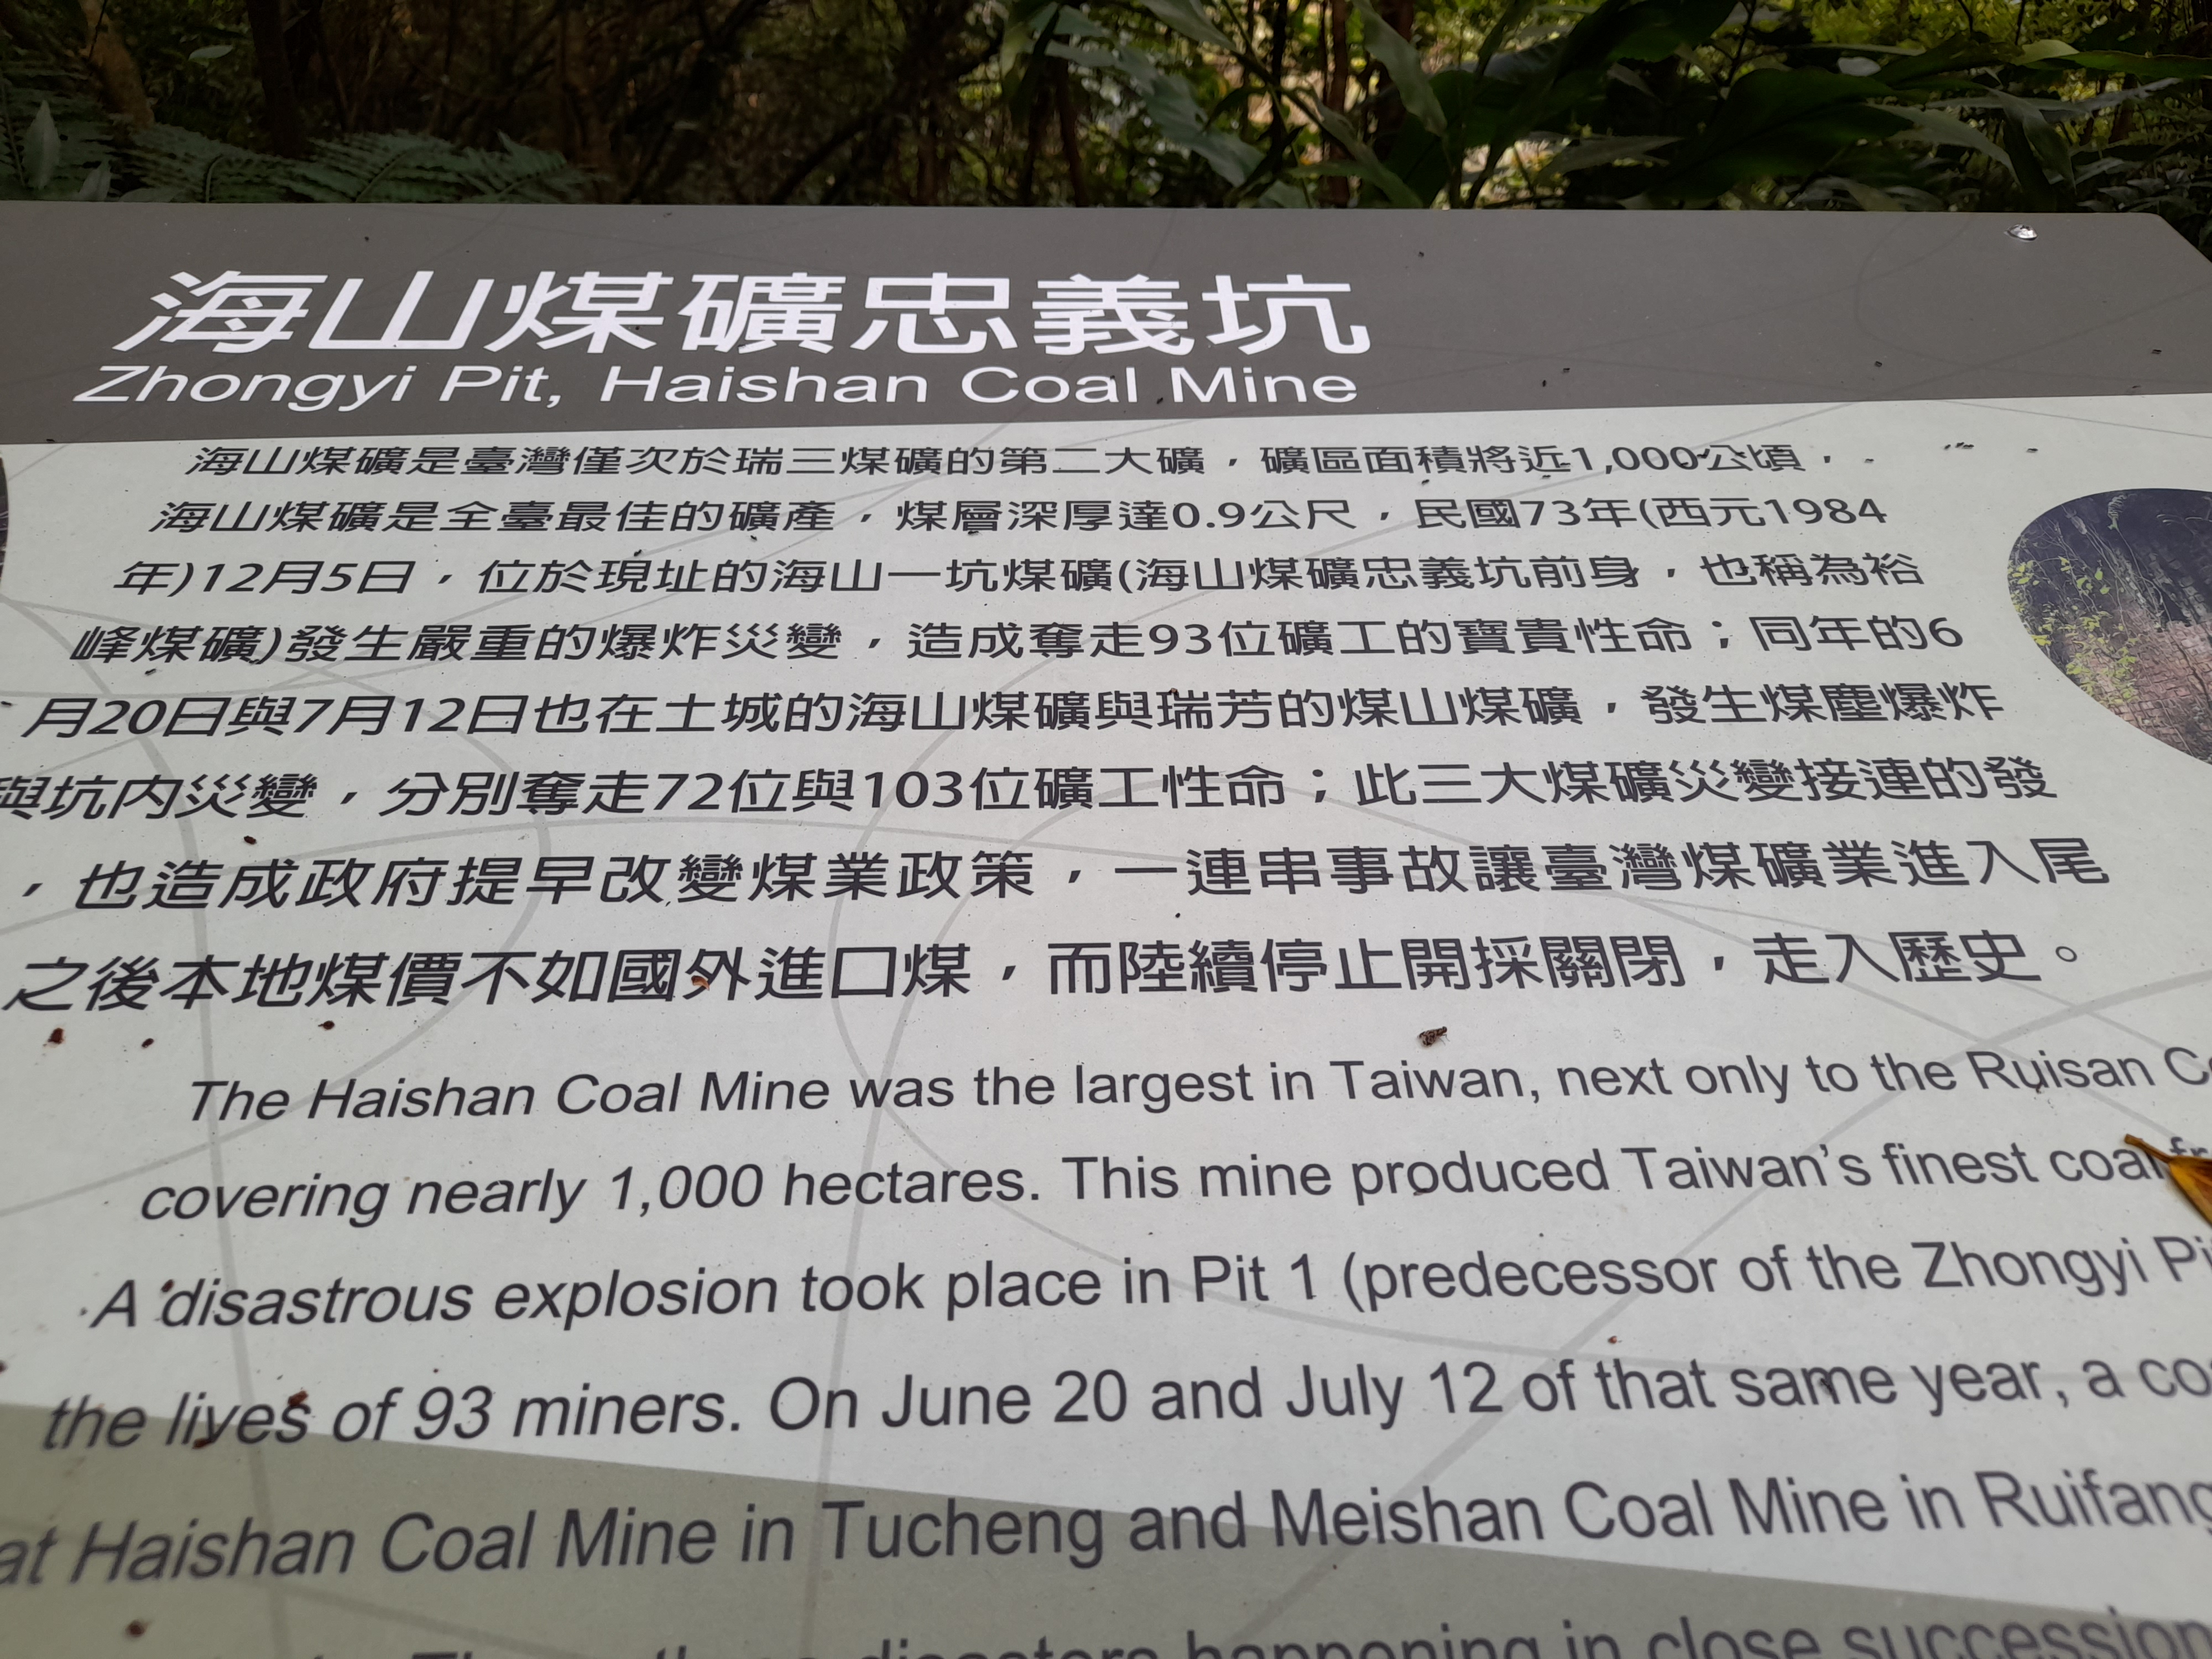 海山煤礦忠義坑
Zhongyi Pit, Haishan Coal Mine
海山煤礦是臺灣僅次於瑞三煤礦的第二大礦，礦區面積將近1,000公頃，
海山煤礦是全臺最佳的礦產，煤層深厚達0.9公尺，民國73年(西元1984
年)12月5日，位於現址的海山一坑煤礦(海山煤礦忠義坑前身，也稱為裕
峰煤礦)發生嚴重的爆炸災變，造成奪走93位礦工的寶貴性命；同年的6
月20日與7月12日也在土城的海山煤礦與瑞芳的煤山煤礦，發生煤塵爆炸
與坑內災變，分別奪走72位與103位礦工性命；此三大煤礦災變接連的發
，也造成政府提早改變煤業政策，一連串事故讓臺灣煤礦業進入尾
之後本地煤價不如國外進口煤，而陸續停止開採關閉，走入歷史。
The Haishan Coal Mine was the largest in Taiwan, next only to the Ruisan
covering nearly 1,000 hectares. This mine produced Taiwan's finest coal
A disastrous explosion took place in Pit 1 (predecessor of the Zhongyi
the lives of 93 miners. On June 20 and July 12 of that same year, a
at Haishan Coal Mine in Tucheng and Meishan Coal Mine in Ruifang
disasters happening in close succession